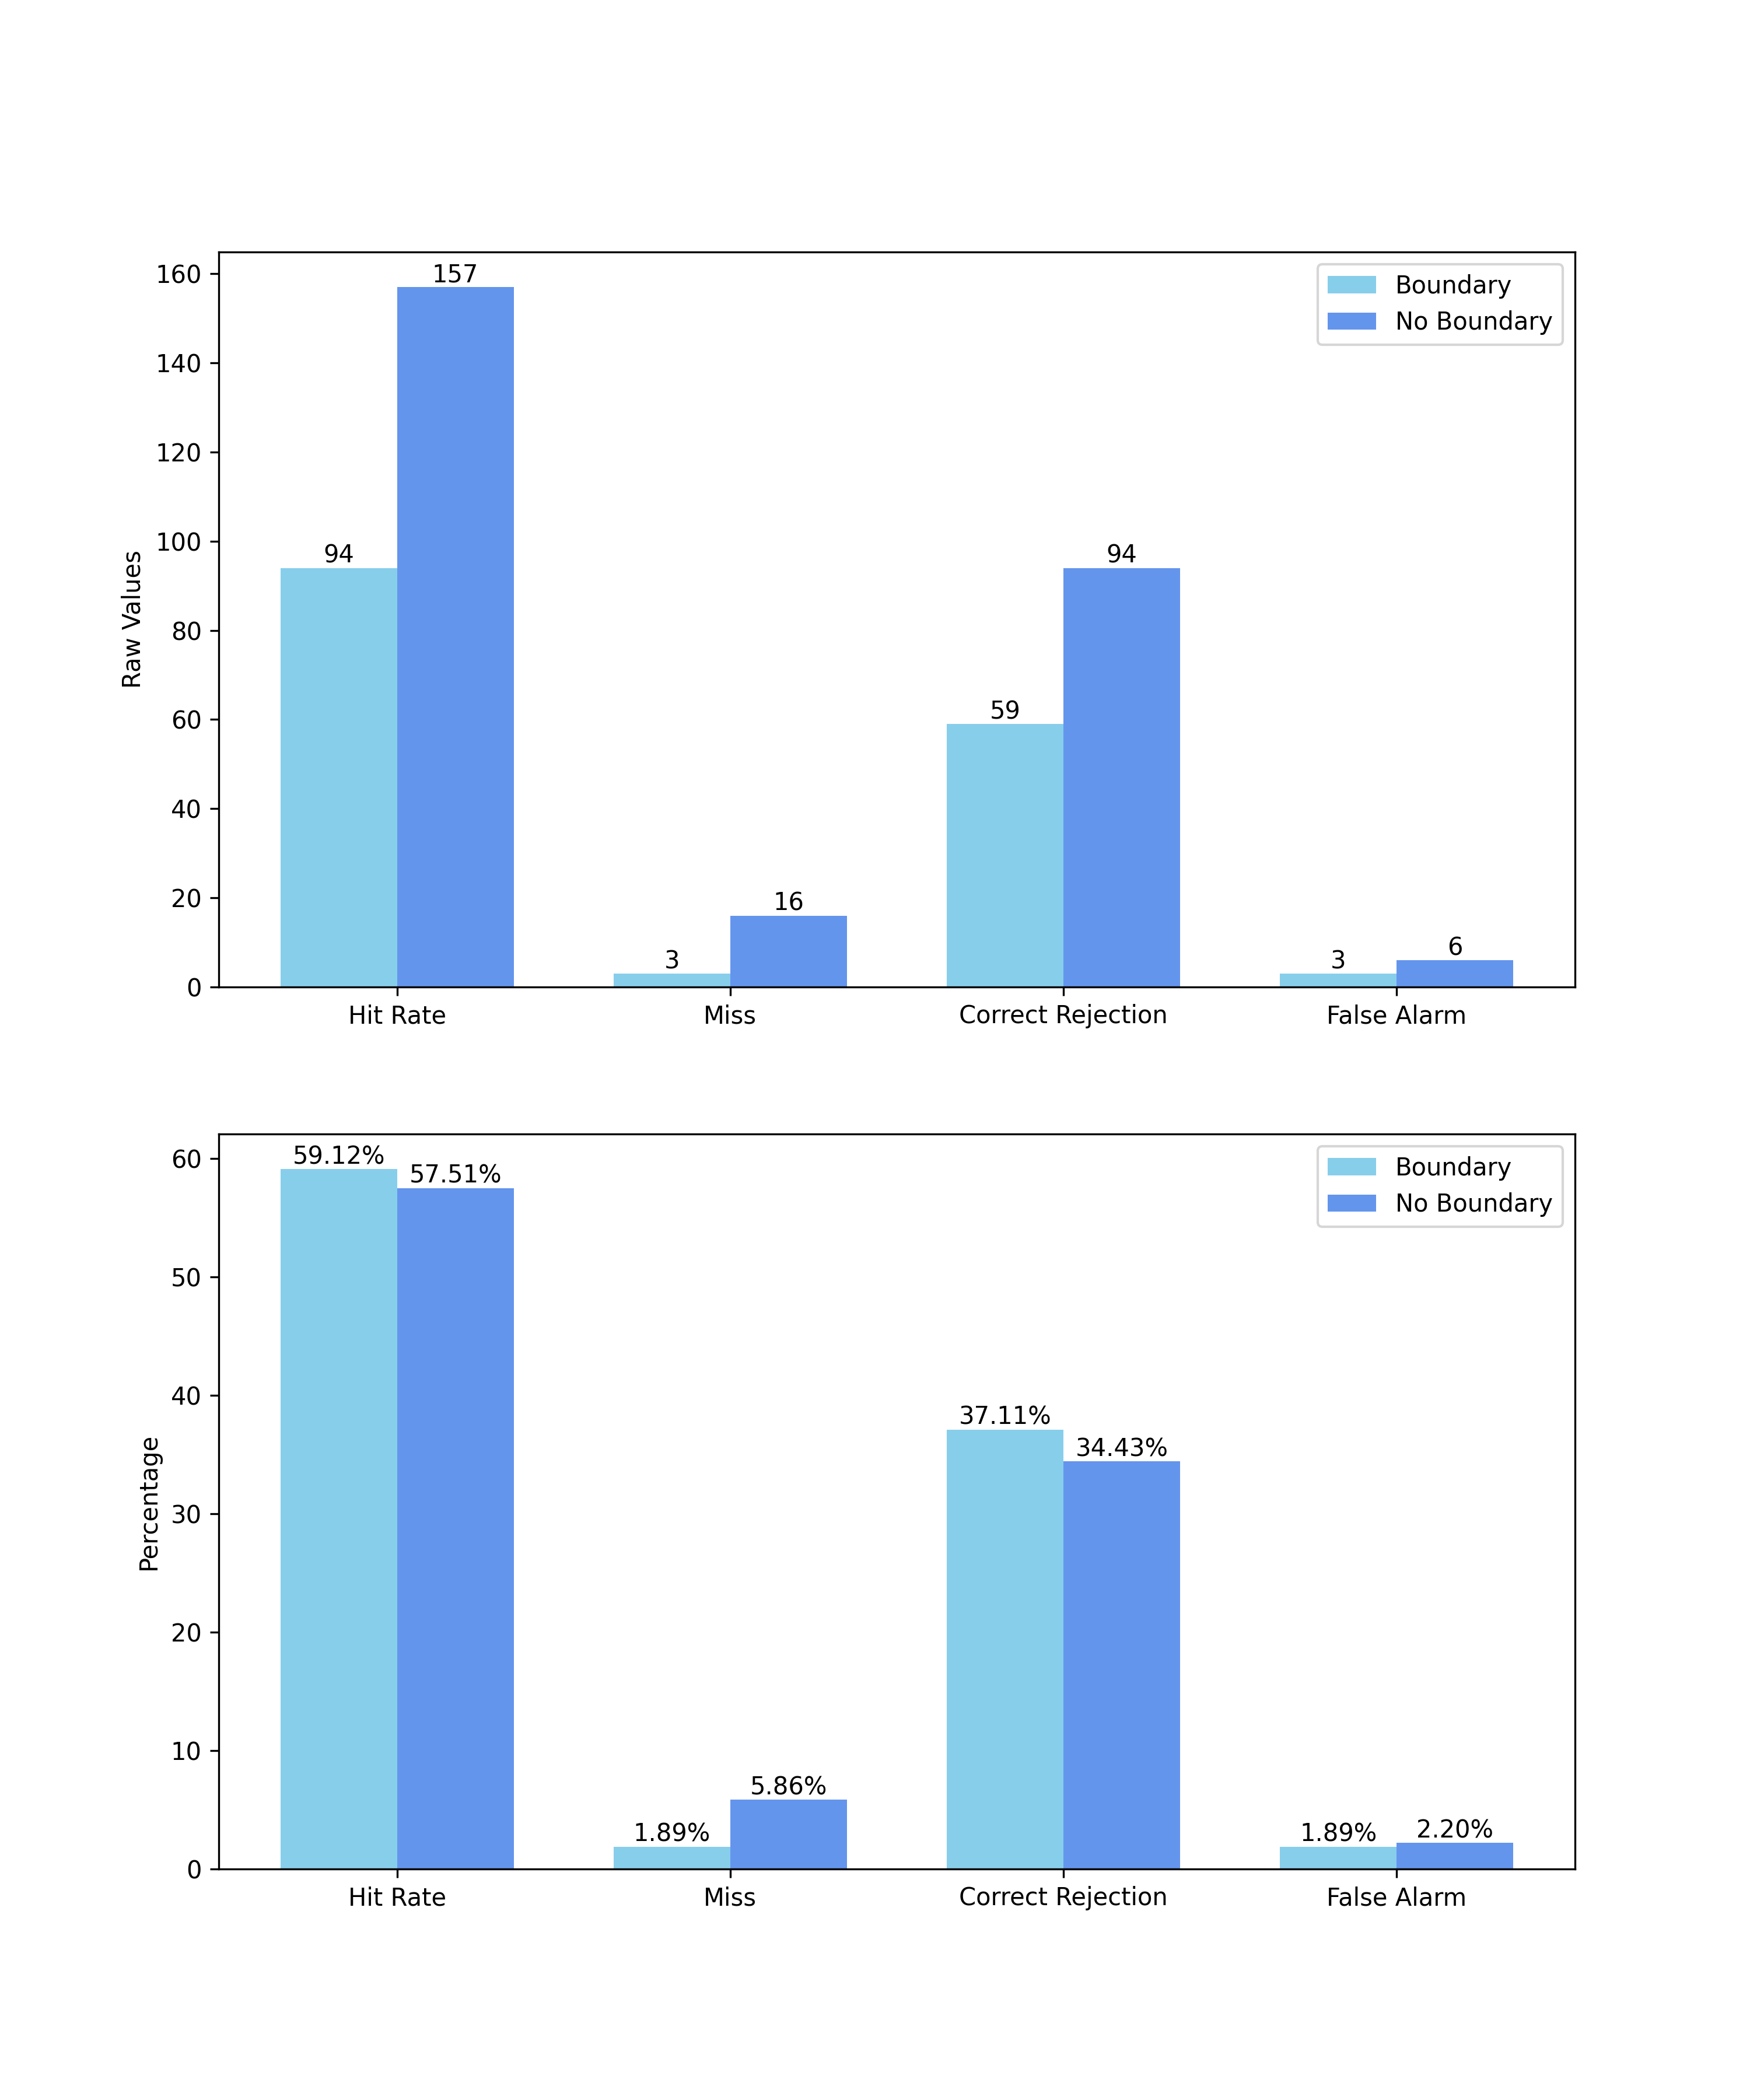 160
140
120
100
80
60
40
20
0
Raw Values
157
94
16
3
59
94
3
6
Boundary
No Boundary
Hit Rate
Miss
Correct Rejection
False Alarm
60
50
40
30
20
10
0
Percentage
59.12%
57.51%
1.89%
5.86%
37.11%
34.43%
1.89%
2.20%
Boundary
No Boundary
Hit Rate
Miss
Correct Rejection
False Alarm